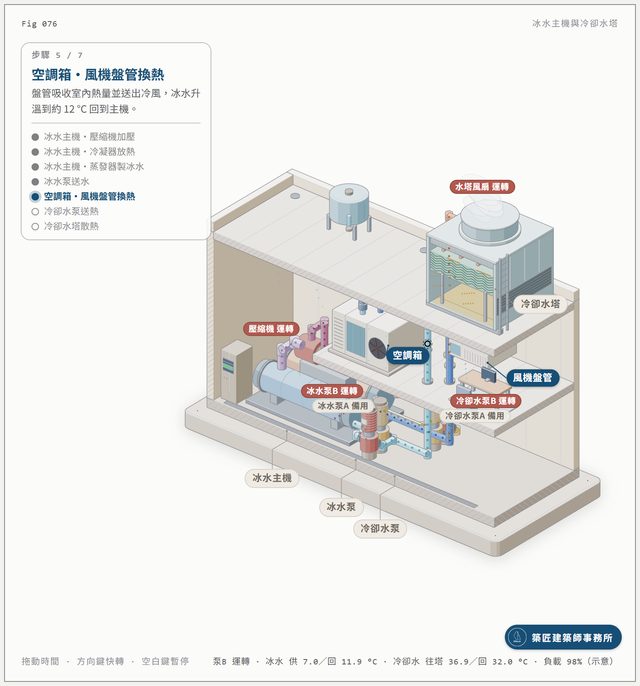 Fig 076
冰水主機與冷卻水塔
步驟 5 / 7
空調箱・風機盤管換熱
盤管吸收室內熱量並送出冷風,冰水升
溫到約 12 °C 回到主機。
冰水主機・壓縮機加壓
冰水主機・冷凝器放熱
冰水主機・蒸發器製冰水
冰水泵送水
空調箱・風機盤管換熱
冷卻水泵送熱
冷卻水塔散熱
水塔風扇 運轉
冷卻水塔
壓縮機 運轉
空調箱
風機盤管
冰水泵B 運轉
冰水泵A 備用
冷卻水泵B 運轉
冷卻水泵A 備用
冰水主機
冰水泵
冷卻水泵
築匠建築師事務所
拖動時間 · 方向鍵快轉 · 空白鍵暫停
泵B 運轉 · 冰水 供 7.0/回 11.9 °C · 冷卻水 往塔 36.9/回 32.0 °C · 負載 98%(示意)